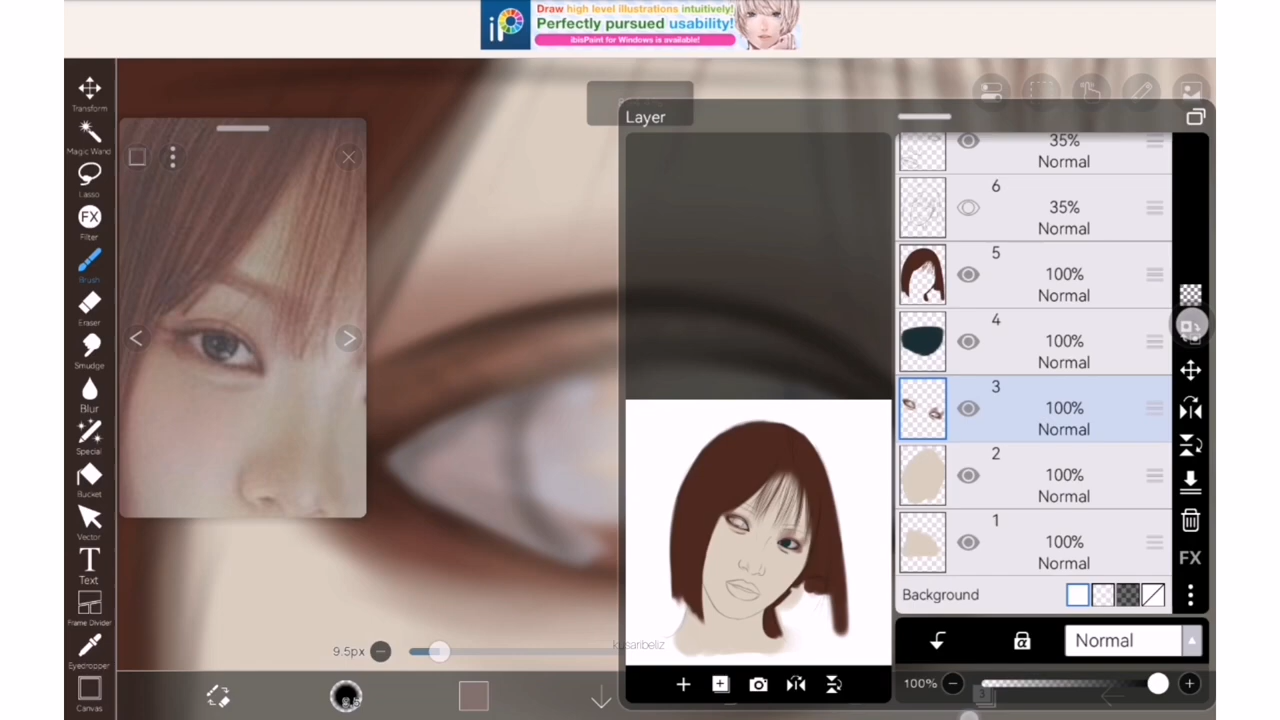 Draw high level illustrations intuitively!
Perfectly pursued usability!
ibisPaint for Windows is available!
Transform
Magic Wand
Lasso
FX
Filter
Brush
Eraser
Smudge
Blur
Special
Bucket
Vector
T
Text
Frame Divider
Eyedropper
Canvas
Layer
35%
Normal
6
35%
Normal
5
100%
Normal
4
100%
Normal
3
100%
Normal
2
100%
Normal
1
100%
Normal
Background
FX
Normal
100%
9.5px
kusaribeliz
3